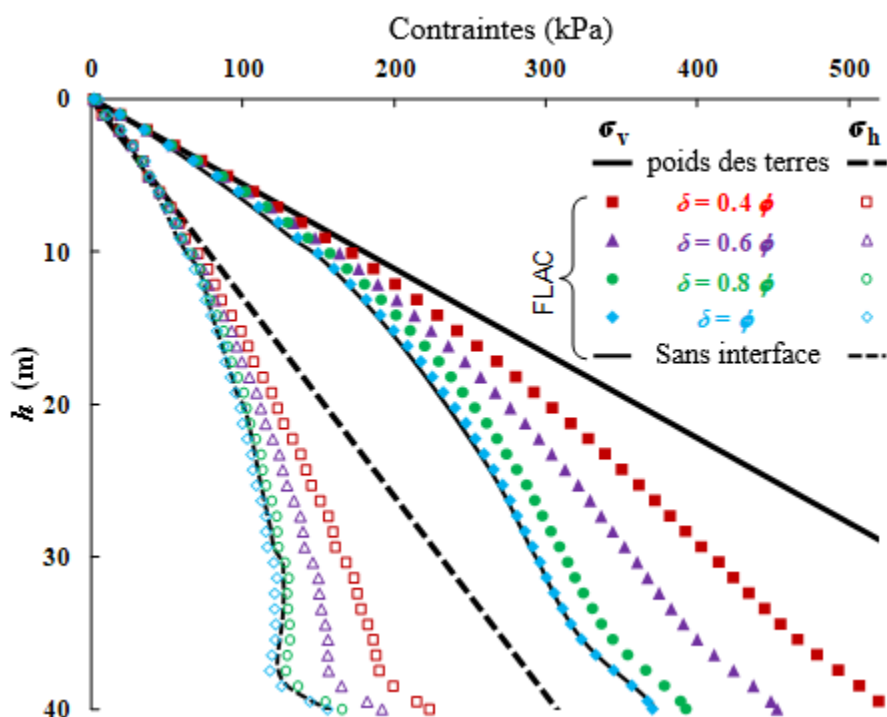 Contraintes (kPa)
0 100 200 300 400 500
0
10
20
30
40
h (m)
σv σh
poids des terres
FLAC
δ = 0.4 ϕ
δ = 0.6 ϕ
δ = 0.8 ϕ
δ = ϕ
Sans interface